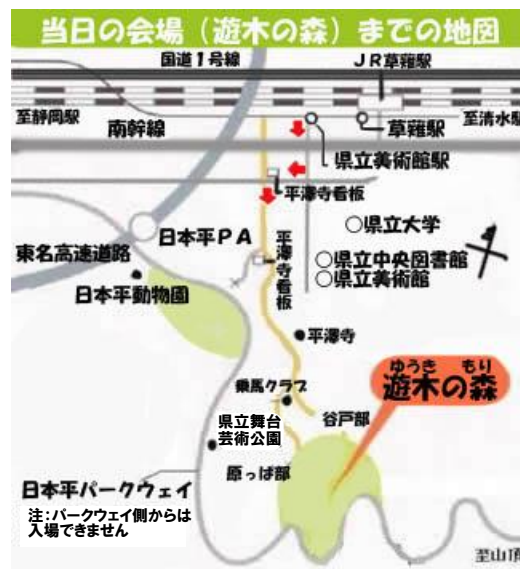 当日の会場（遊木の森）までの地図
国道１号線
ＪＲ草薙駅
至静岡駅
南幹線
草薙駅
至清水駅
県立美術館駅
平澤寺看板
○県立大学
日本平ＰＡ
東名高速道路
平澤寺看板
○県立中央図書館
○県立美術館
日本平動物園
平澤寺
ゆうき もり
遊木の森
乗馬クラブ
谷戸部
県立舞台
芸術公園
原っぱ部
日本平パークウェイ
注：パークウェイ側からは
入場できません
至山頂